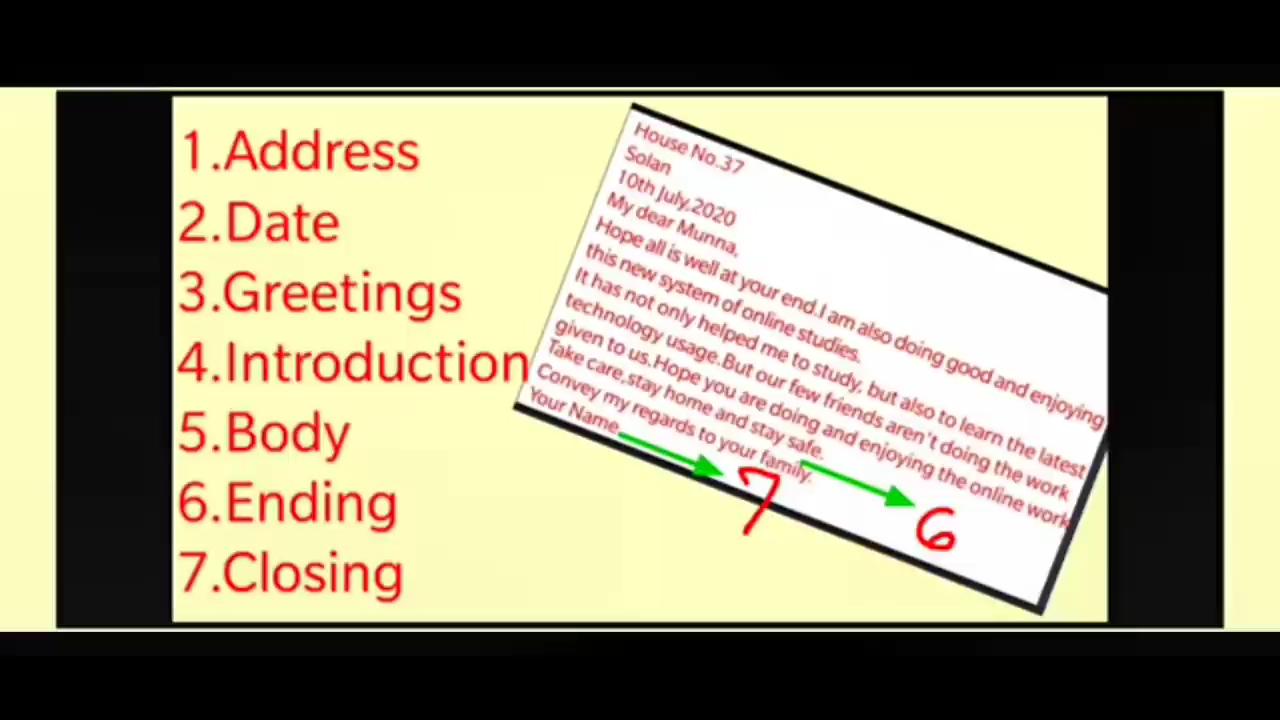 1.Address
2.Date
3.Greetings
4.Introduction
5.Body
6.Ending
7.Closing
House No.37
Solan
10th July,2020
My dear Munna,
Hope all is well at your end.I am also doing good and enjoying
this new system of online studies.
It has not only helped me to study, but also to learn the latest
technology usage.But our few friends aren't doing the work
given to us.Hope you are doing and enjoying the online work
Take care,stay home and stay safe.
Convey my regards to your family.
Your Name
7
6